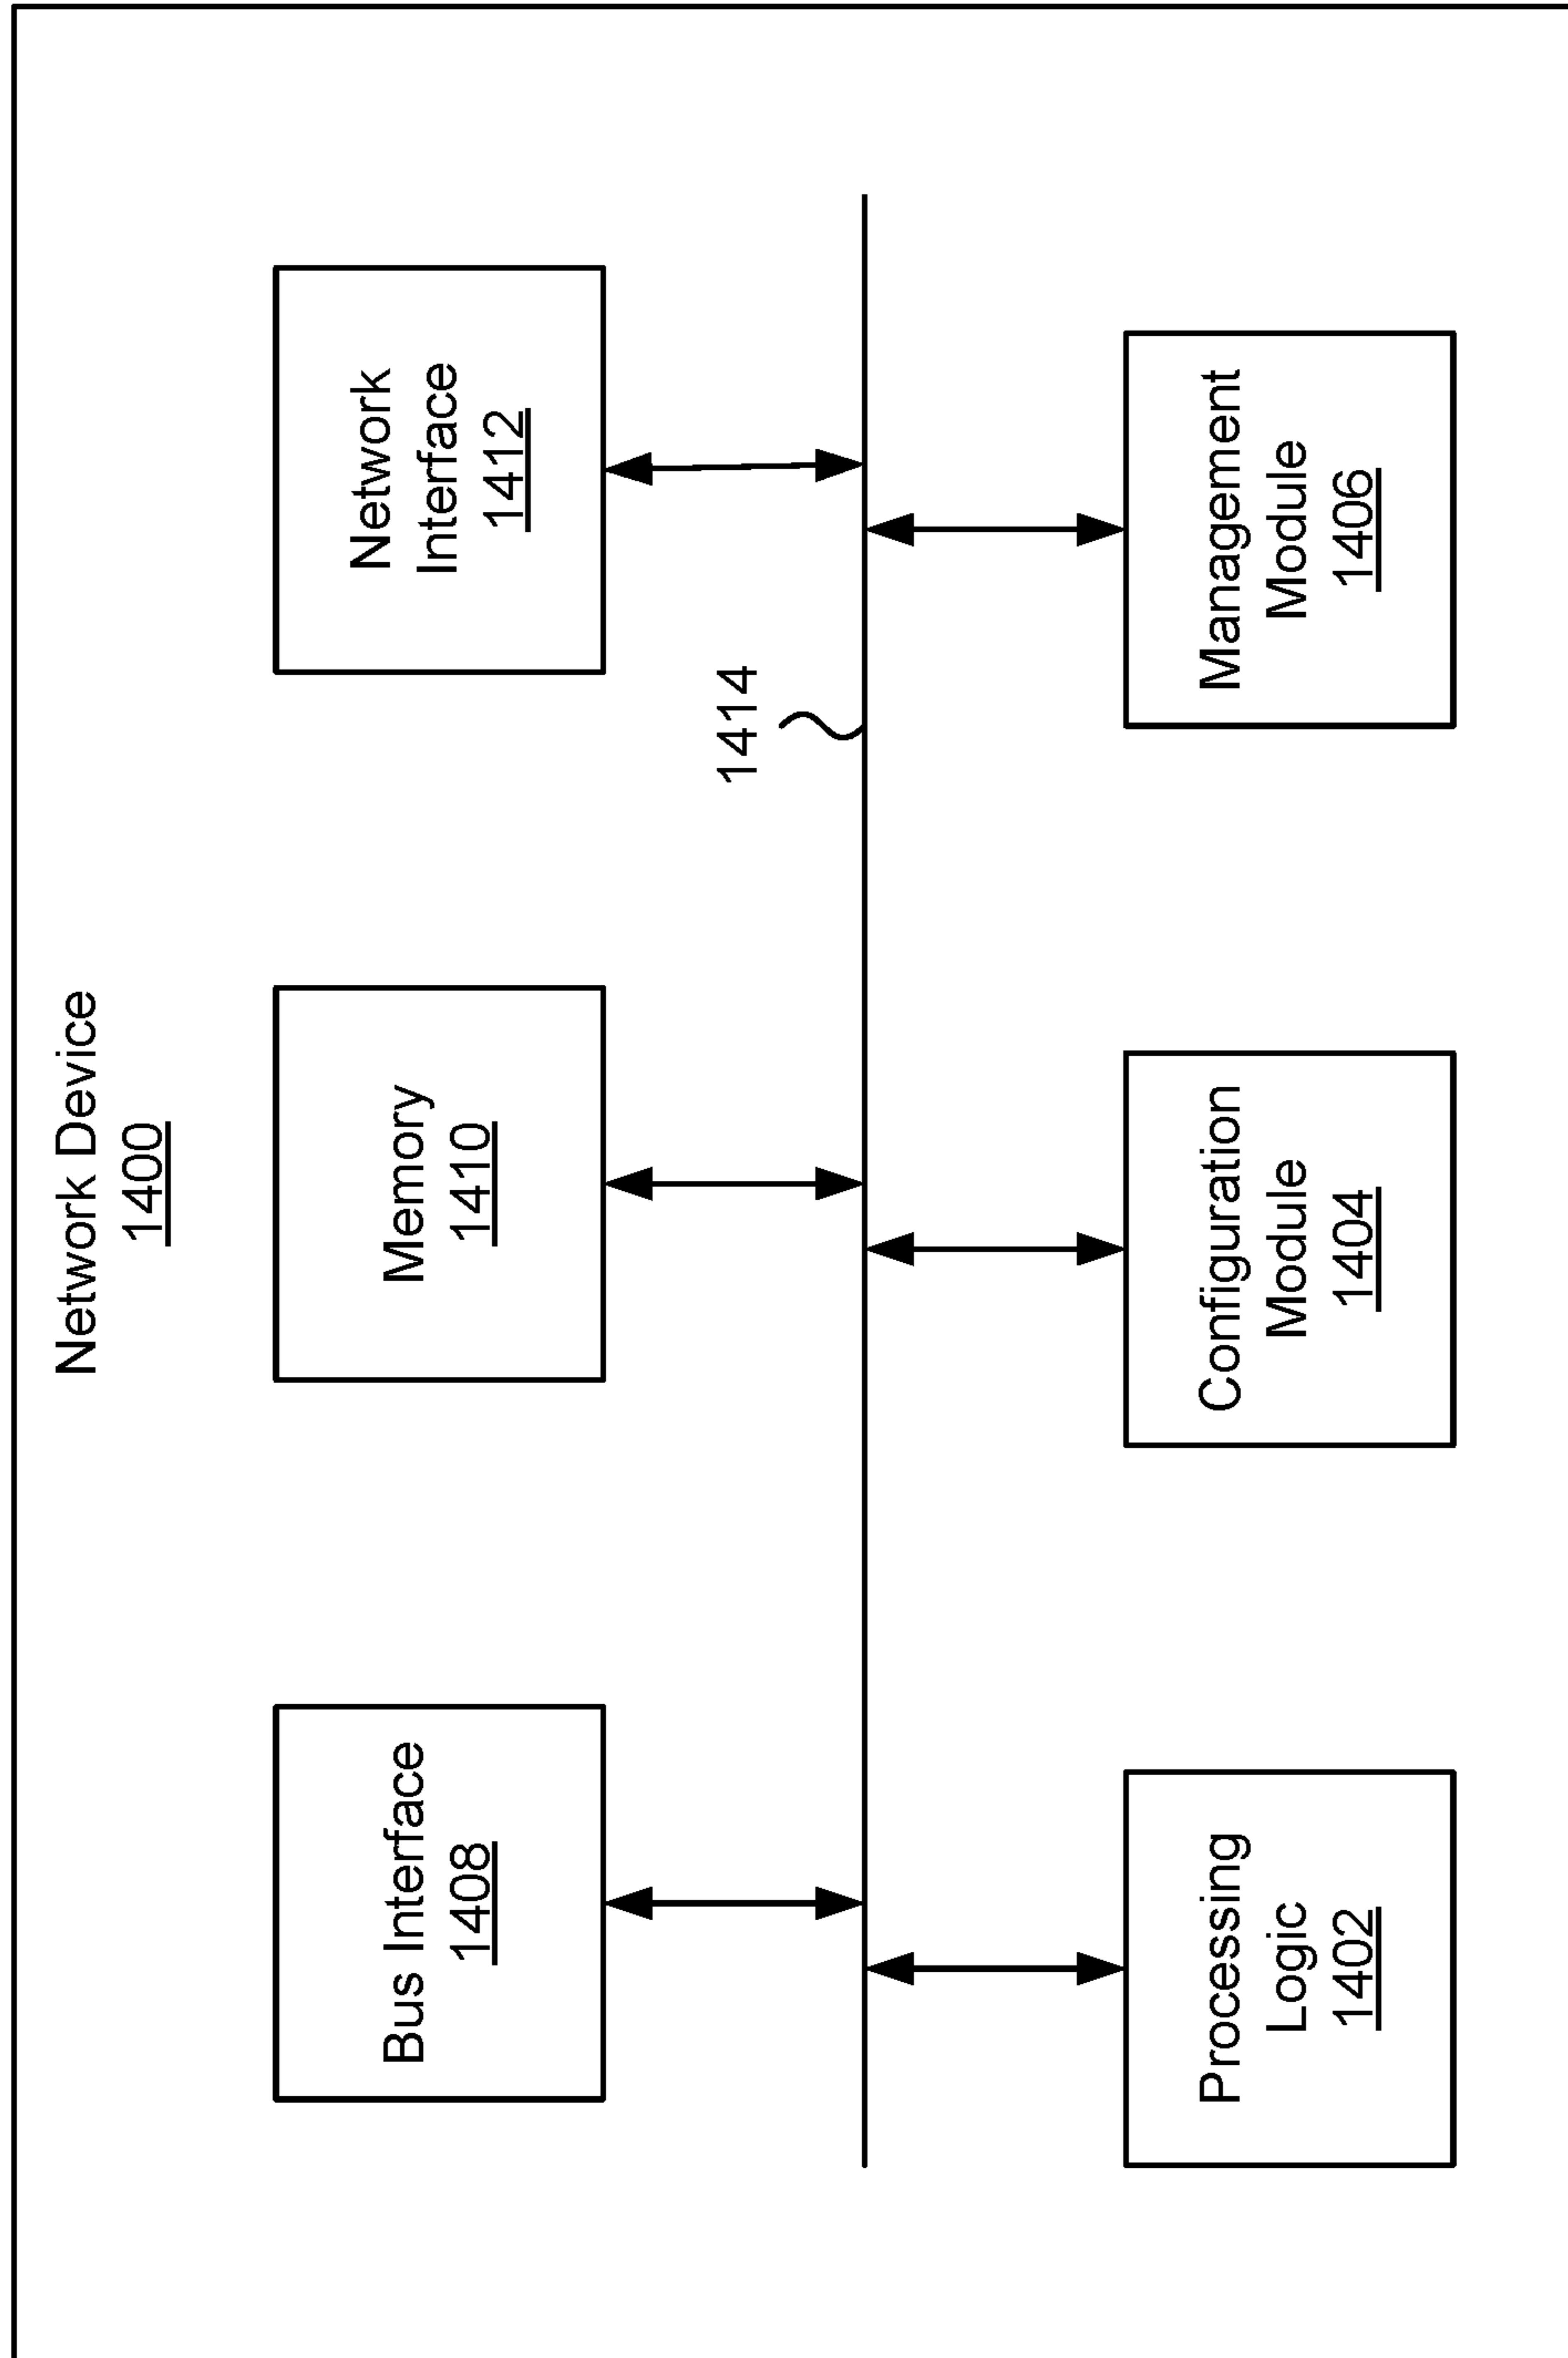 Network Device
1400
Bus Interface
1408
Memory
1410
Network
Interface
1412
1414
Processing
Logic
1402
Configuration
Module
1404
Management
Module
1406